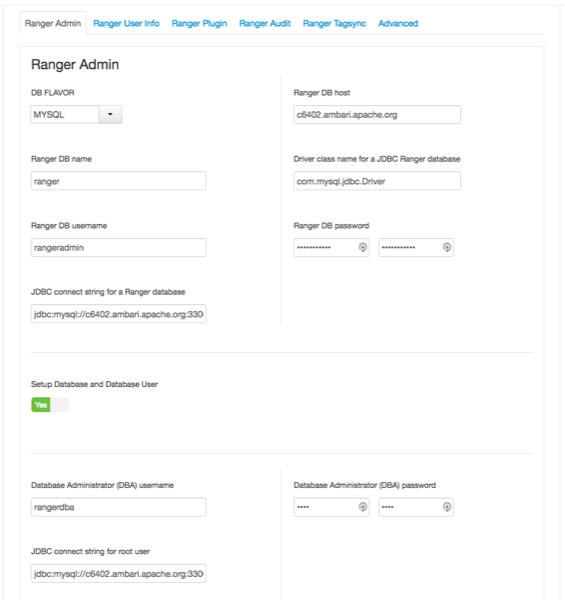 Ranger Admin Ranger User Info Ranger Plugin Ranger Audit Ranger Tagsync Advanced
Ranger Admin
DB FLAVOR
MYSQL
Ranger DB host
c6402.ambari.apache.org
Ranger DB name
ranger
Driver class name for a JDBC Ranger database
com.mysql.jdbc.Driver
Ranger DB username
rangeradmin
Ranger DB password
JDBC connect string for a Ranger database
jdbc:mysql://c6402.ambari.apache.org:330
Setup Database and Database User
Yes
Database Administrator (DBA) username
rangerdba
Database Administrator (DBA) password
JDBC connect string for root user
jdbc:mysql://c6402.ambari.apache.org:330